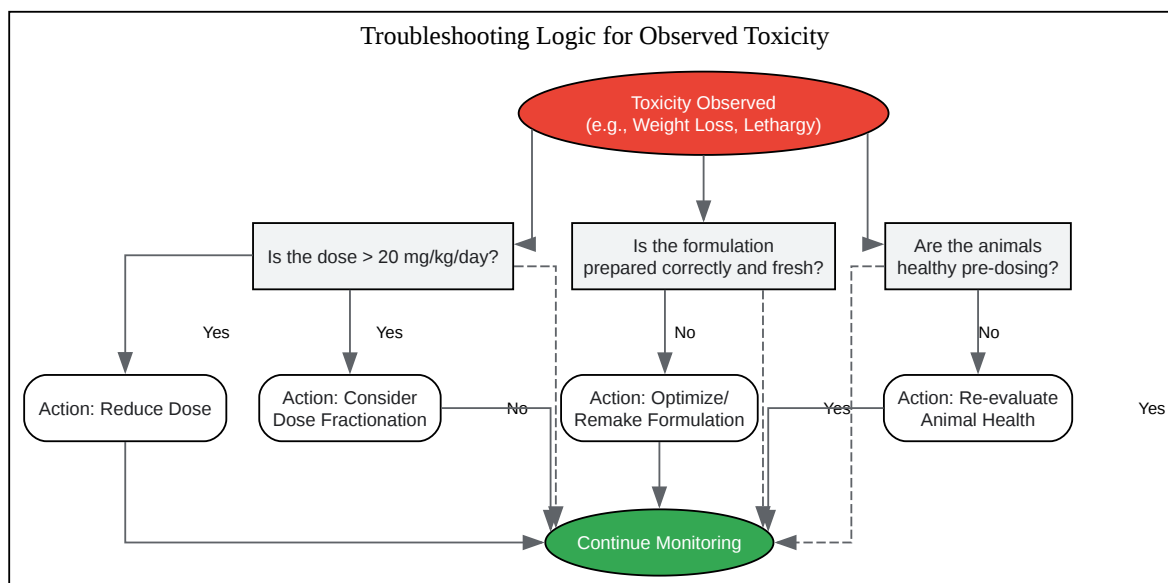 Troubleshooting Logic for Observed Toxicity
Toxicity Observed
(e.g., Weight Loss, Lethargy)
Is the dose > 20 mg/kg/day?
Is the formulation
prepared correctly and fresh?
Are the animals
healthy pre-dosing?
Yes
Yes
No
No
Action: Reduce Dose
Action: Consider
Dose Fractionation
No
Action: Optimize/
Remake Formulation
Yes
Action: Re-evaluate
Animal Health
Yes
Continue Monitoring